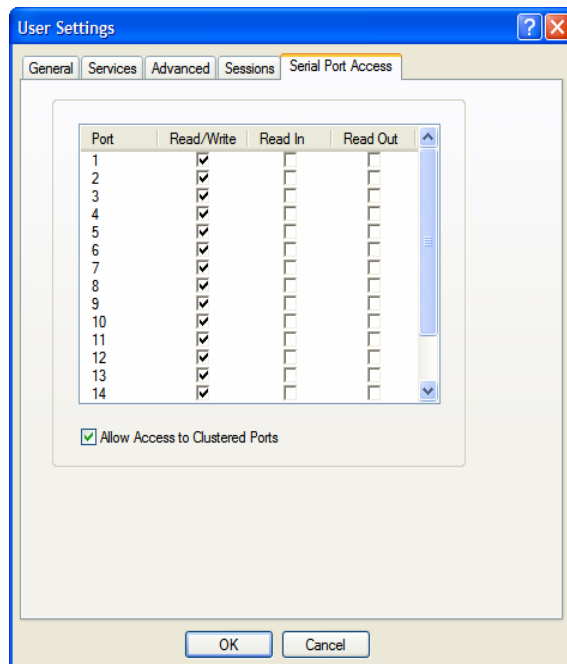 User Settings
General Services Advanced Sessions Serial Port Access
Port Read/Write Read In Read Out
1
2
3
4
5
6
7
8
9
10
11
12
13
14
Allow Access to Clustered Ports
OK Cancel